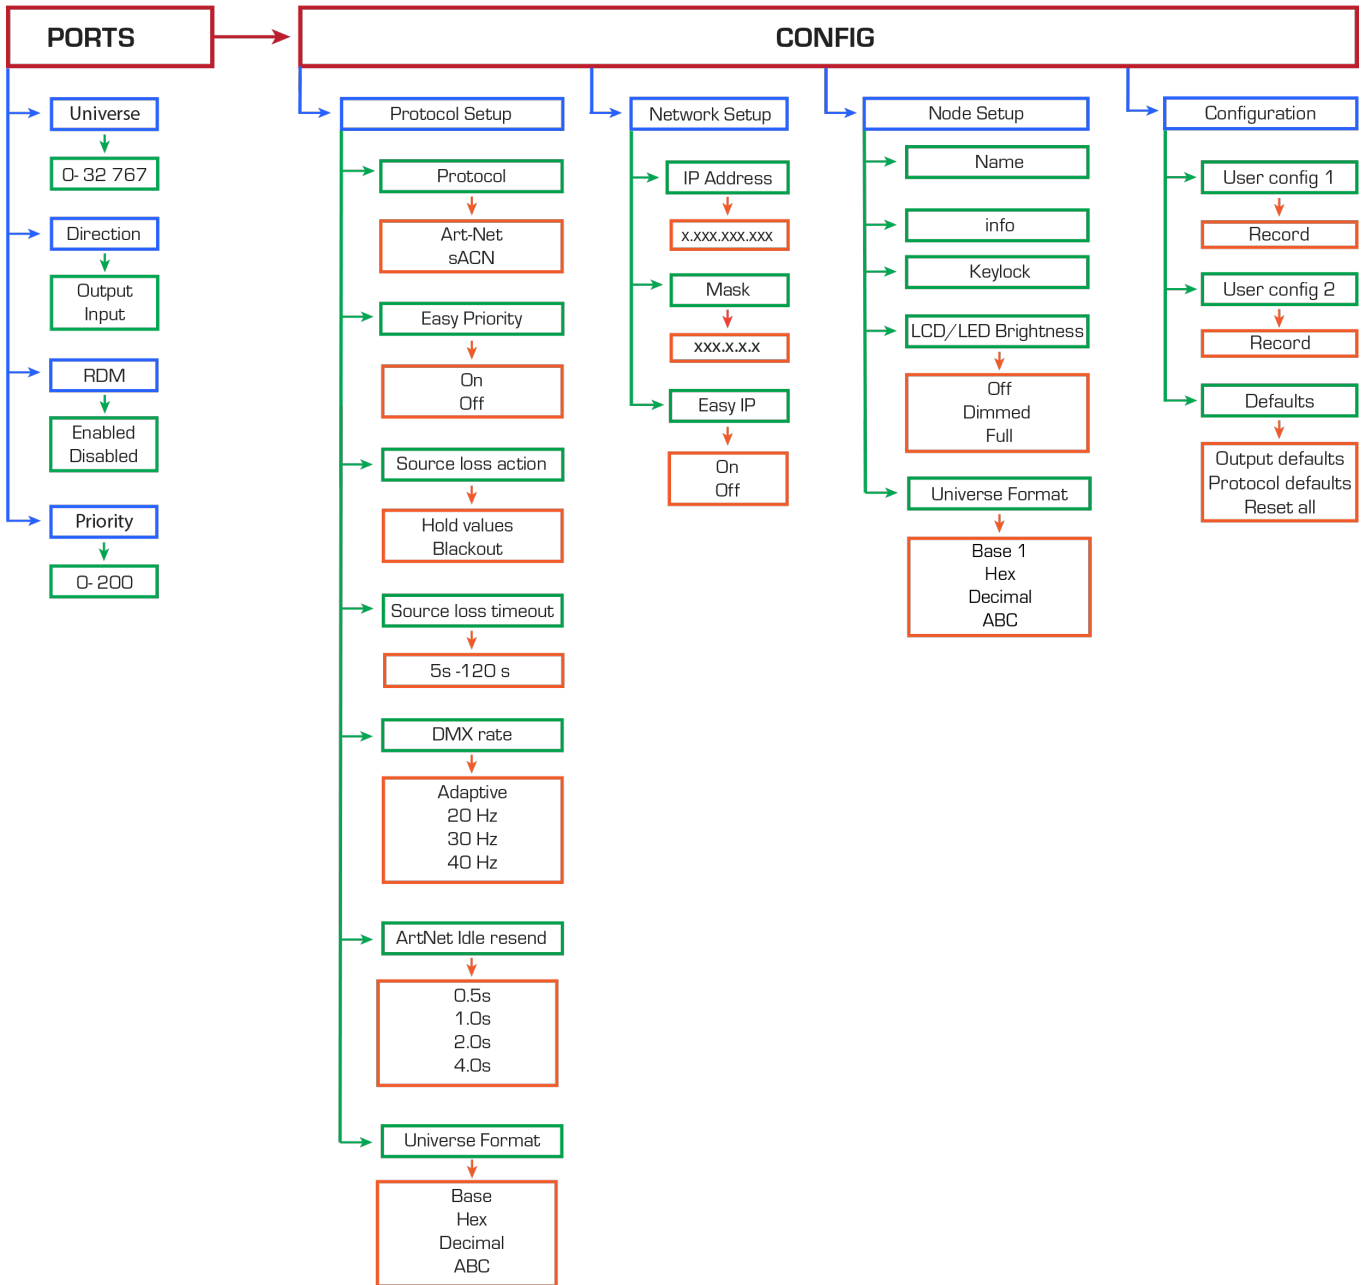 PORTS
Universe
0- 32 767
Direction
Output
Input
RDM
Enabled
Disabled
Priority
0- 200
CONFIG
Protocol Setup
Protocol
Art-Net
sACN
Easy Priority
On
Off
Source loss action
Hold values
Blackout
Source loss timeout
5s -120 s
DMX rate
Adaptive
20 Hz
30 Hz
40 Hz
ArtNet Idle resend
0.5s
1.0s
2.0s
4.0s
Universe Format
Base
Hex
Decimal
ABC
Network Setup
IP Address
x.xxx.xxx.xxx
Mask
xxx.x.x.x
Easy IP
On
Off
Node Setup
Name
info
Keylock
LCD/LED Brightness
Off
Dimmed
Full
Universe Format
Base 1
Hex
Decimal
ABC
Configuration
User config 1
Record
User config 2
Record
Defaults
Output defaults
Protocol defaults
Reset all